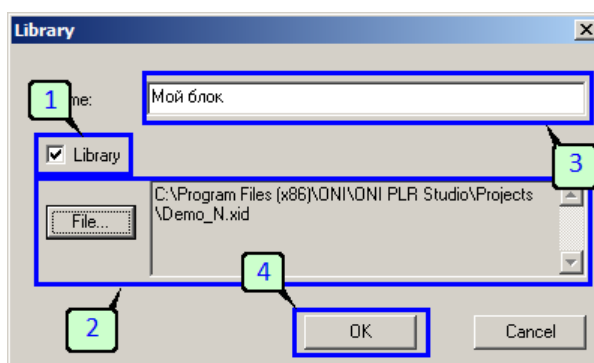 Library
1
me:
Мой блок
3
Library
File...
C:\Program Files (x86)\ONI\ONI PLR Studio\Projects
\Demo_N.xid
2
4
OK
Cancel